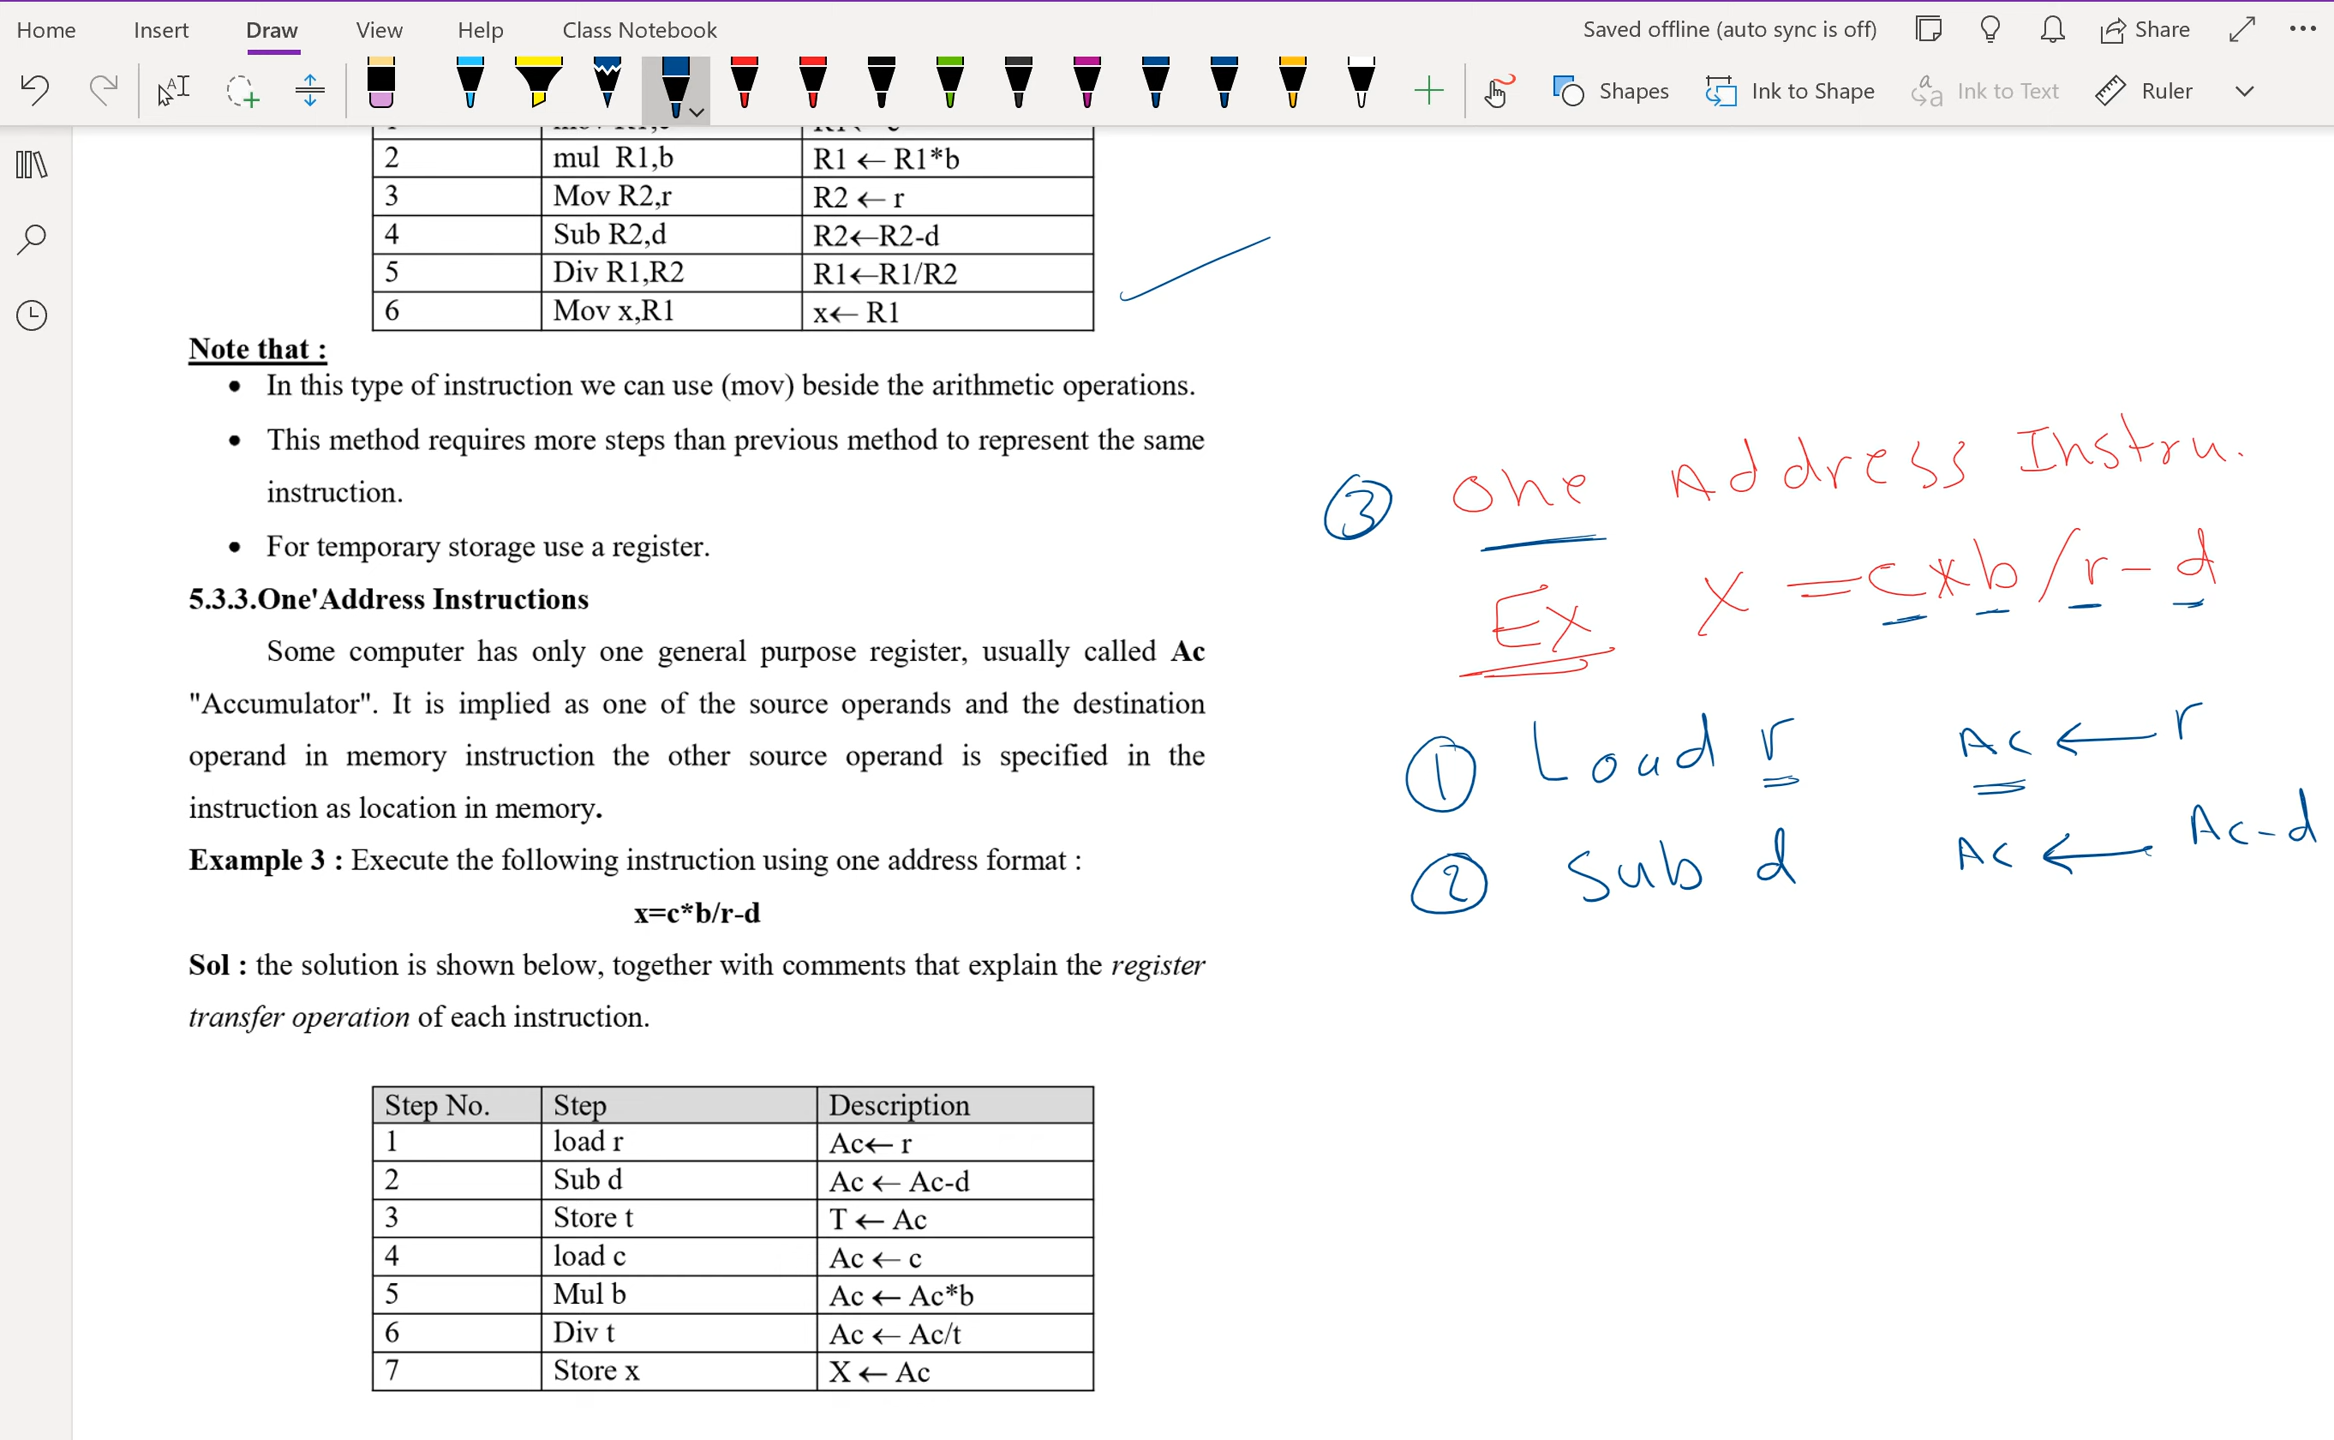 Home Insert Draw View Help Class Notebook Saved offline (auto sync is off) Share
Shapes Ink to Shape Ink to Text Ruler
2 mul R1,b R1 ← R1*b
3 Mov R2,r R2 ← r
4 Sub R2,d R2←R2-d
5 Div R1,R2 R1←R1/R2
6 Mov x,R1 x← R1
Note that :
• In this type of instruction we can use (mov) beside the arithmetic operations.
• This method requires more steps than previous method to represent the same
instruction.
• For temporary storage use a register.
5.3.3.One'Address Instructions
Some computer has only one general purpose register, usually called Ac
"Accumulator". It is implied as one of the source operands and the destination
operand in memory instruction the other source operand is specified in the
instruction as location in memory.
Example 3 : Execute the following instruction using one address format :
x=c*b/r-d
Sol : the solution is shown below, together with comments that explain the register
transfer operation of each instruction.
Step No. Step Description
1 load r Ac← r
2 Sub d Ac ← Ac-d
3 Store t T ← Ac
4 load c Ac ← c
5 Mul b Ac ← Ac*b
6 Div t Ac ← Ac/t
7 Store x X ← Ac
3 One Address Instru.
Ex X = c*b/r-d
1 Load r Ac ← r
2 Sub d Ac ← Ac-d